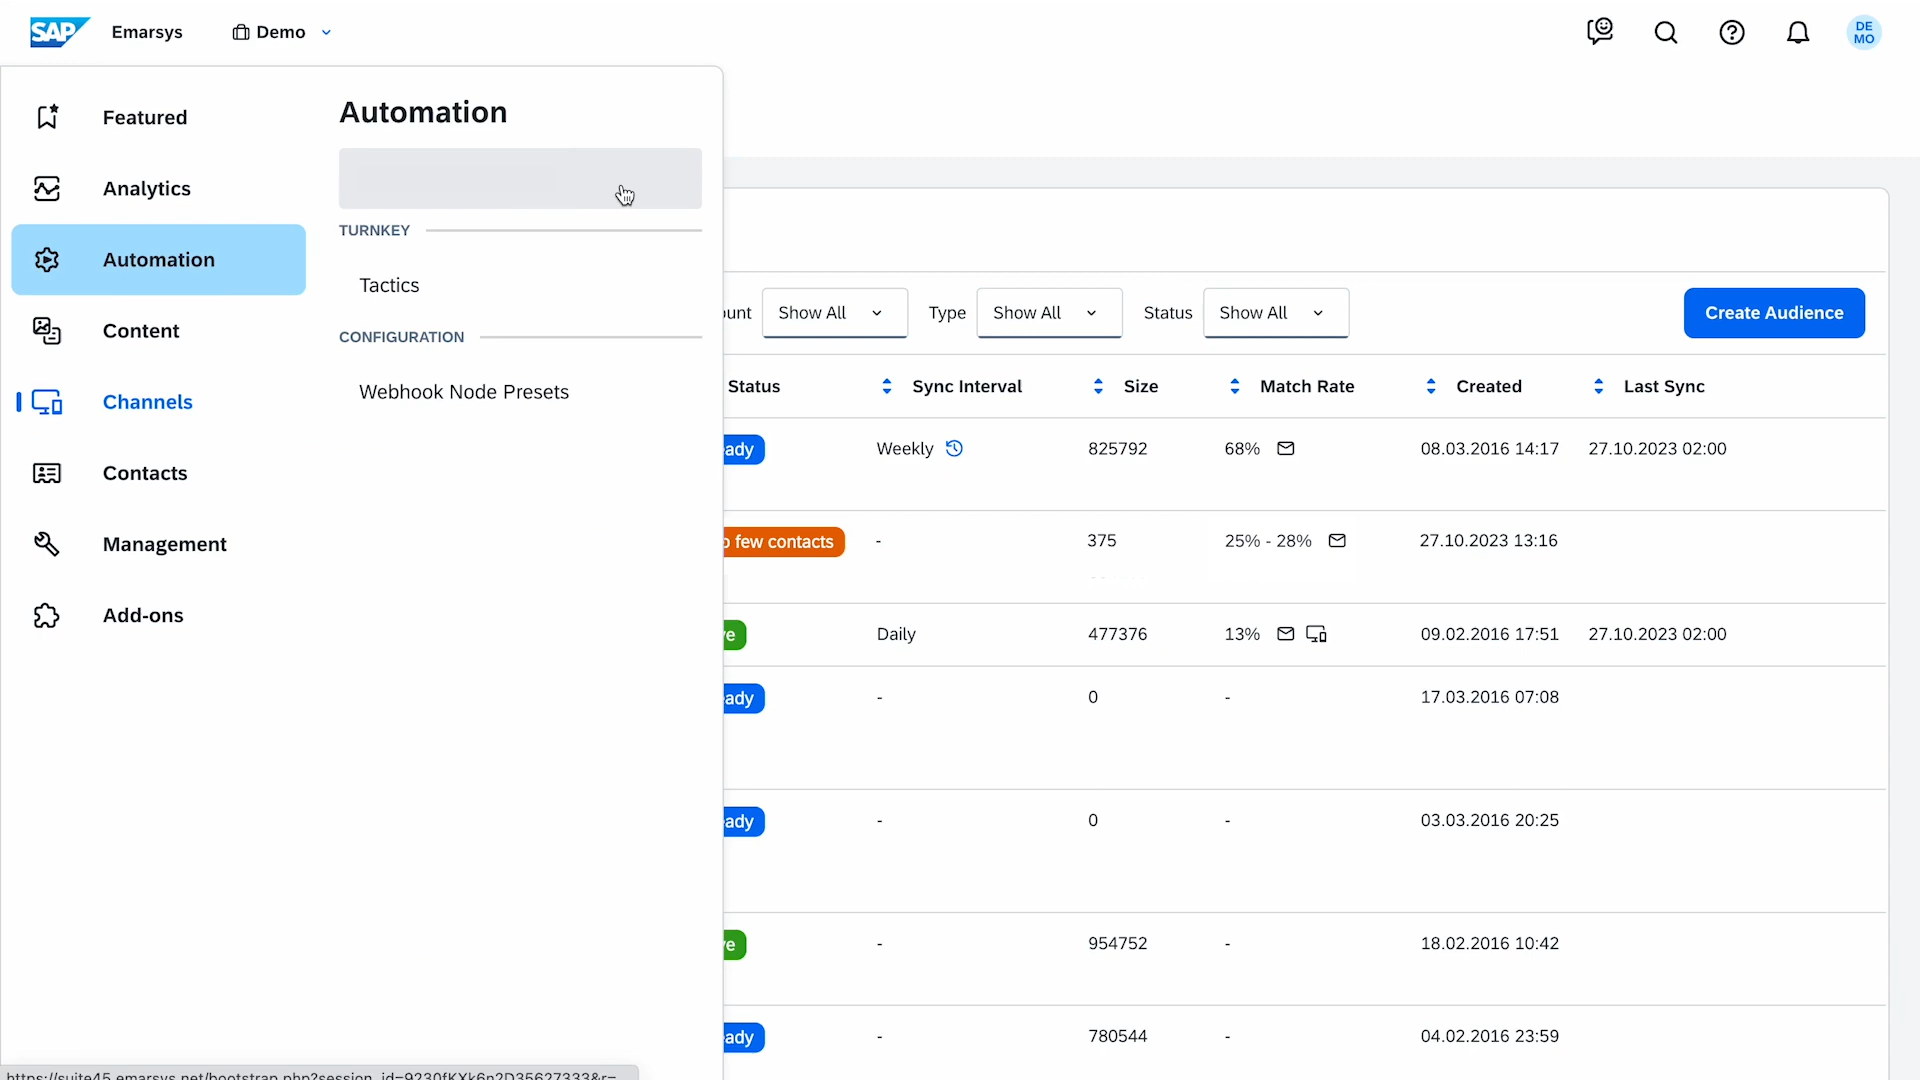 SAP Emarsys Demo DE
MO
Featured
Analytics
Automation
Content
Channels
Contacts
Management
Add-ons
Automation
TURNKEY
Tactics
CONFIGURATION
Webhook Node Presets
Show All Type Show All Status Show All Create Audience
Status Sync Interval Size Match Rate Created Last Sync
Weekly 825792 68% 08.03.2016 14:17 27.10.2023 02:00
few contacts - 375 25% - 28% 27.10.2023 13:16
Daily 477376 13% 09.02.2016 17:51 27.10.2023 02:00
- 0 - 17.03.2016 07:08
- 0 - 03.03.2016 20:25
- 954752 - 18.02.2016 10:42
- 780544 - 04.02.2016 23:59